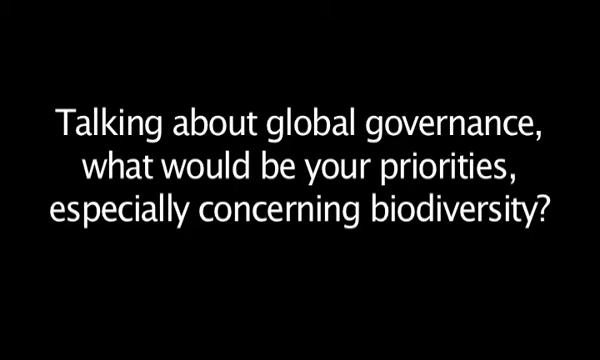 Talking about global governance,
what would be your priorities,
especially concerning biodiversity?